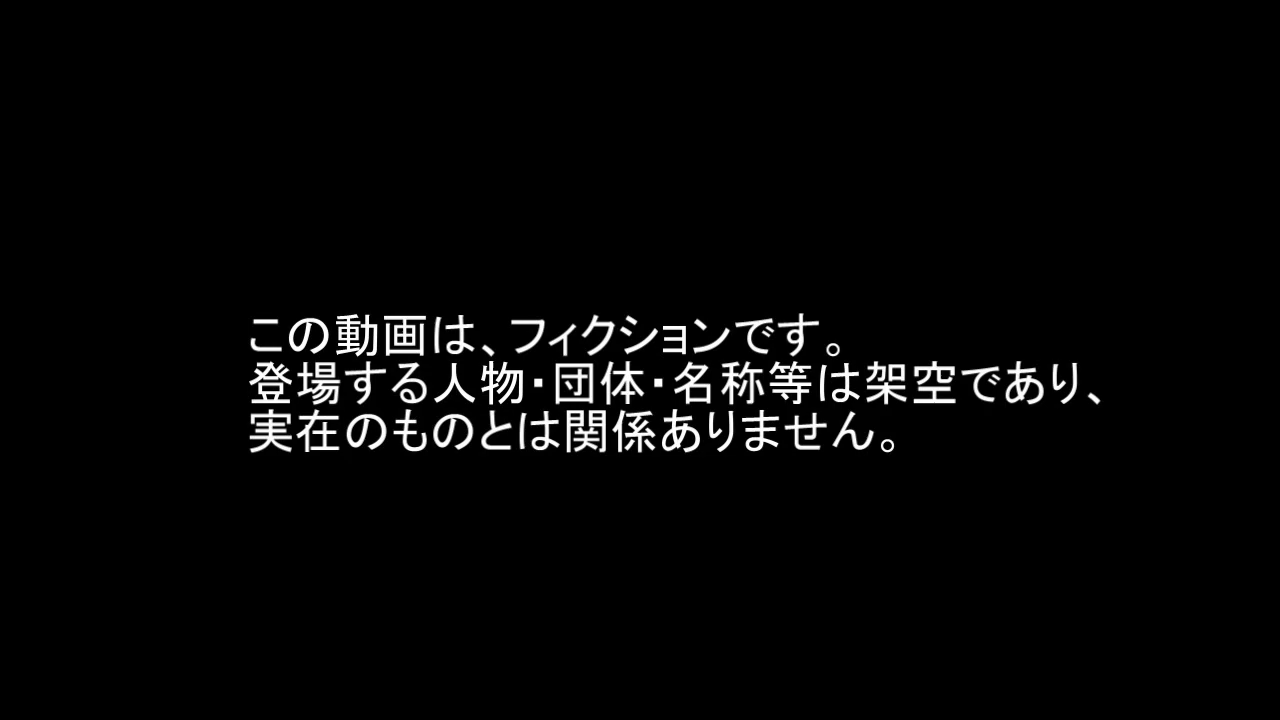 この動画は、フィクションです。
登場する人物・団体・名称等は架空であり、
実在のものとは関係ありません。